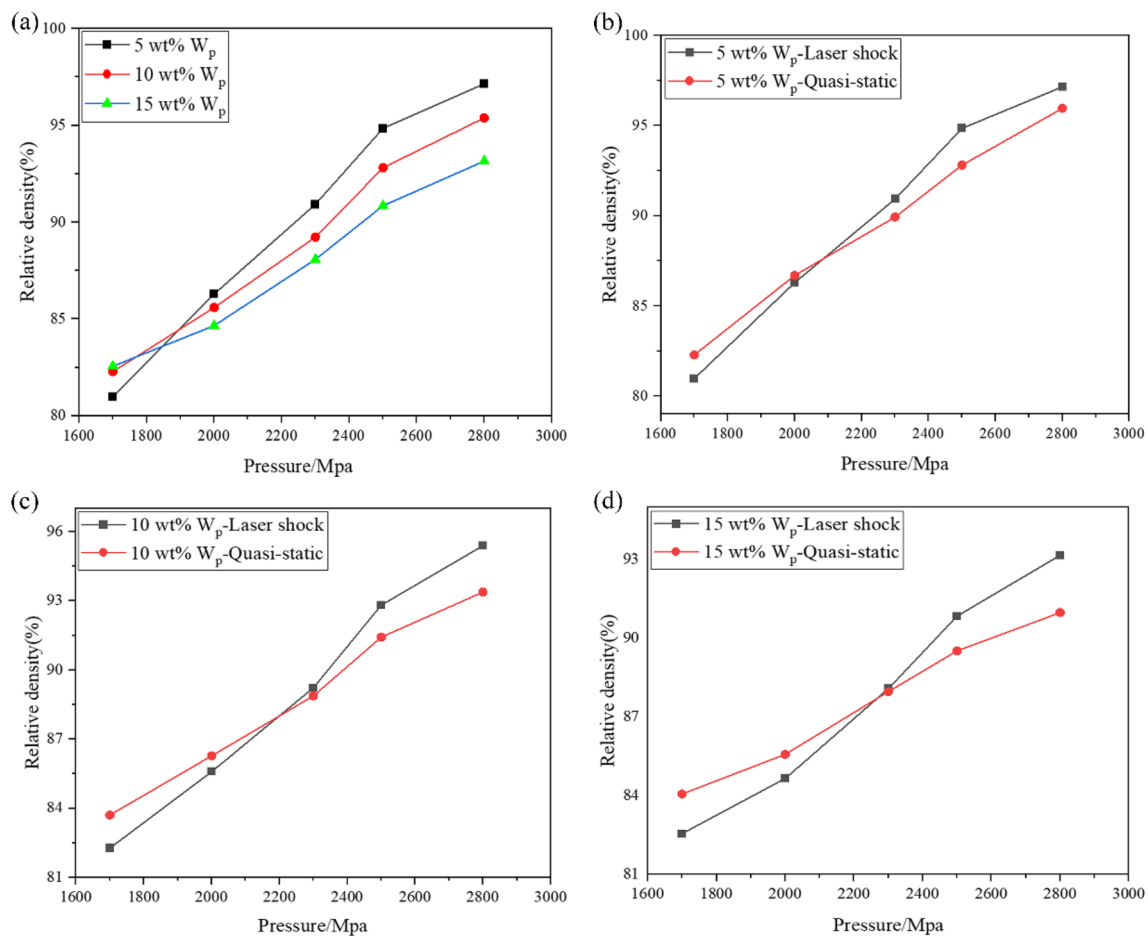 (a)
5 wt% Wp
10 wt% Wp
15 wt% Wp
100
95
90
85
80
Relative density(%)
1600 1800 2000 2200 2400 2600 2800 3000
Pressure/Mpa
(b)
5 wt% Wp-Laser shock
5 wt% Wp-Quasi-static
100
95
90
85
80
Relative density(%)
1600 1800 2000 2200 2400 2600 2800 3000
Pressure/Mpa
(c)
10 wt% Wp-Laser shock
10 wt% Wp-Quasi-static
96
93
90
87
84
81
Relative density(%)
1600 1800 2000 2200 2400 2600 2800 3000
Pressure/Mpa
(d)
15 wt% Wp-Laser shock
15 wt% Wp-Quasi-static
93
90
87
84
81
Relative density(%)
1600 1800 2000 2200 2400 2600 2800 3000
Pressure/Mpa